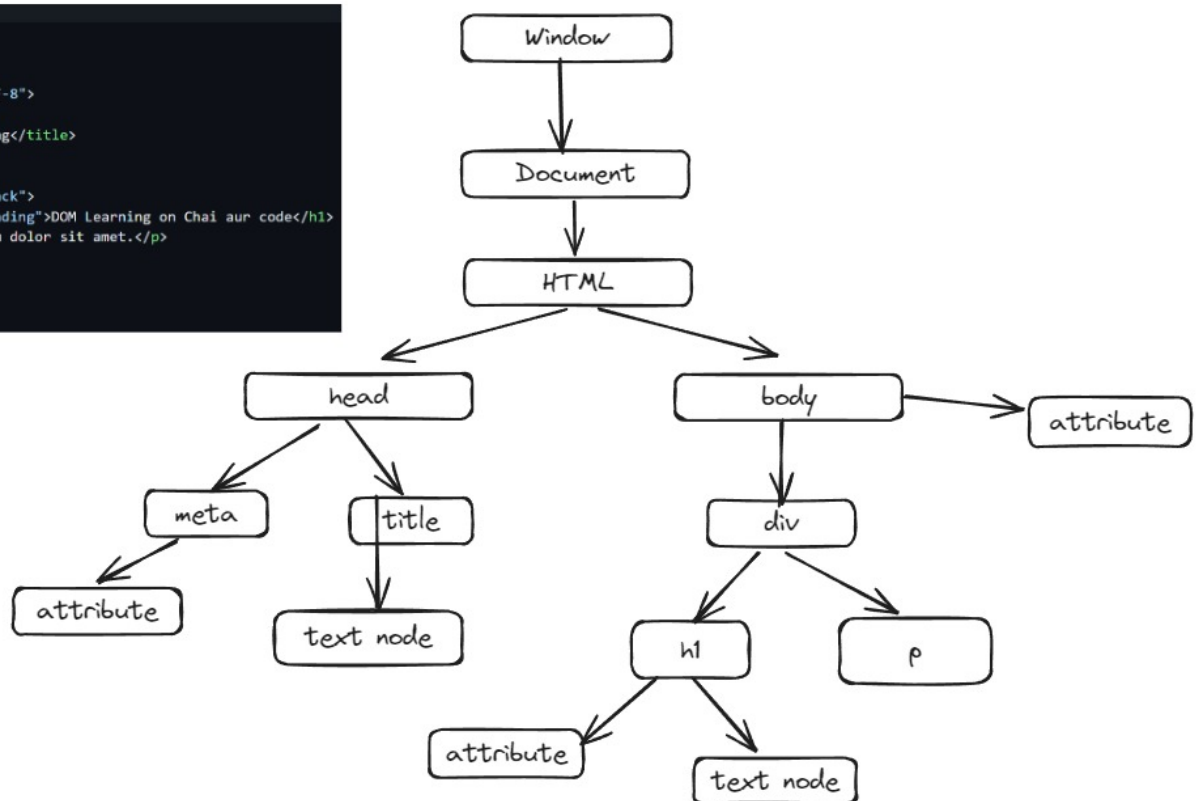 -8">
g</title>
ck">
ding">DOM Learning on Chai aur code</h1>
dolor sit amet.</p>
Window
Document
HTML
head
body
attribute
meta
title
div
attribute
text node
h1
p
attribute
text node